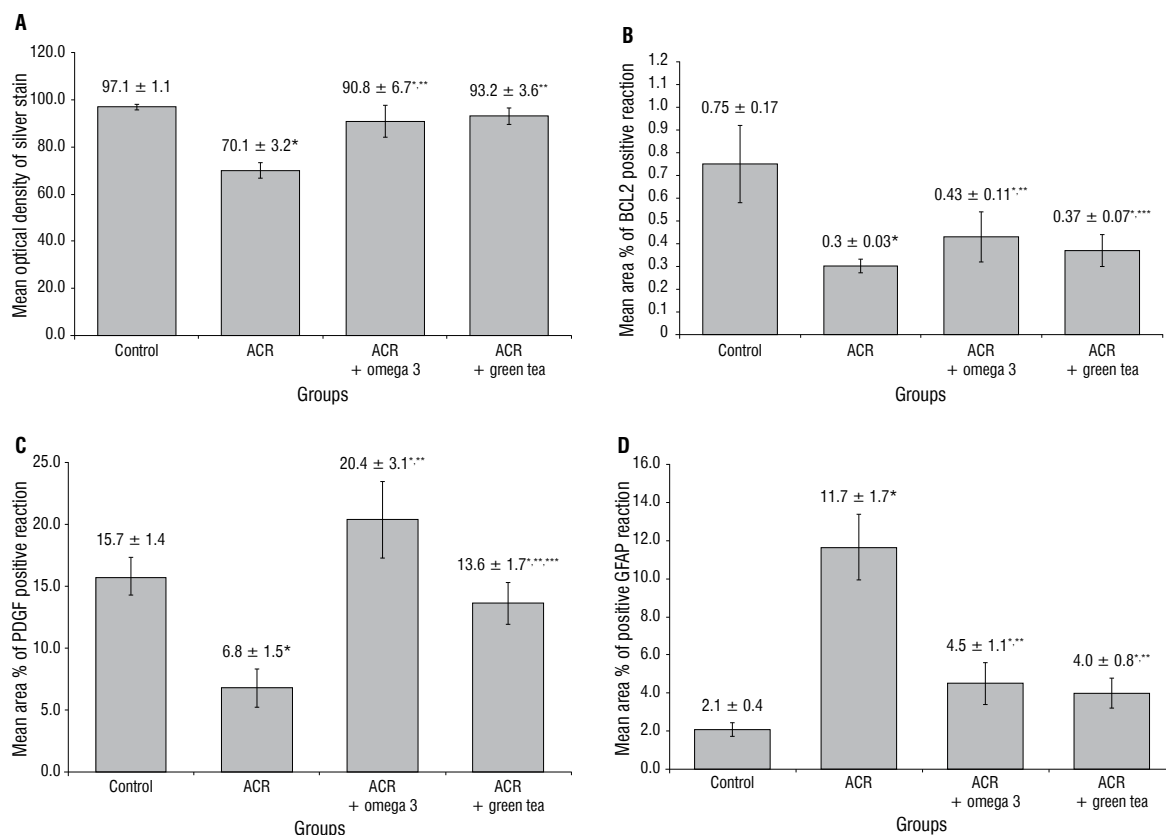 A
Mean optical density of silver stain
120.0
100.0
80.0
60.0
40.0
20.0
0.0
97.1 ± 1.1
70.1 ± 3.2*
90.8 ± 6.7*,**
93.2 ± 3.6**
Control
ACR
ACR
+ omega 3
ACR
+ green tea
Groups
B
Mean area % of BCL2 positive reaction
1.2
1.1
1.0
0.9
0.8
0.7
0.6
0.5
0.4
0.3
0.2
0.1
0
0.75 ± 0.17
0.3 ± 0.03*
0.43 ± 0.11*,**
0.37 ± 0.07*,***
Control
ACR
ACR
+ omega 3
ACR
+ green tea
Groups
C
Mean area % of PDGF positive reaction
25.0
20.0
15.0
10.0
5.0
0.0
15.7 ± 1.4
6.8 ± 1.5*
20.4 ± 3.1*,**
13.6 ± 1.7*,**,***
Control
ACR
ACR
+ omega 3
ACR
+ green tea
Groups
D
Mean area % of positive GFAP reaction
16.0
14.0
12.0
10.0
8.0
6.0
4.0
2.0
0.0
2.1 ± 0.4
11.7 ± 1.7*
4.5 ± 1.1*,**
4.0 ± 0.8*,**
Control
ACR
ACR
+ omega 3
ACR
+ green tea
Groups